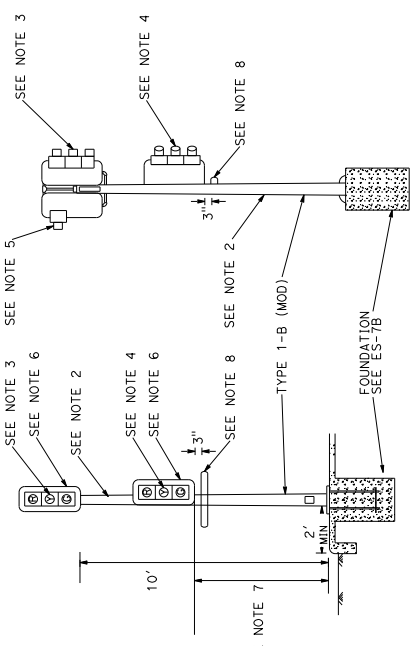 SEE NOTE 3
SEE NOTE 6
SEE NOTE 2
SEE NOTE 4
SEE NOTE 6
3"
SEE NOTE 8
R
Y
G
R
Y
G
10'
NOTE 7
2'
MIN
SEE NOTE 5
SEE NOTE 3
SEE NOTE 4
SEE NOTE 8
3"
SEE NOTE 2
TYPE 1-B (MOD)
FOUNDATION
SEE ES-7B